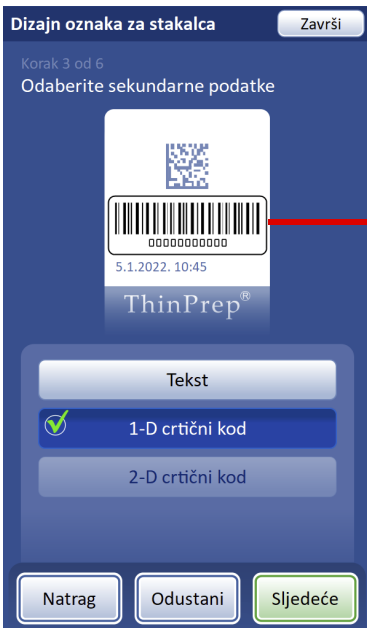 Dizajn oznaka za stakalca
Završi
Korak 3 od 6
Odaberite sekundarne podatke
00000000000
5.1.2022. 10:45
ThinPrep®
Tekst
1-D crtični kod
2-D crtični kod
Natrag
Odustani
Sljedeće